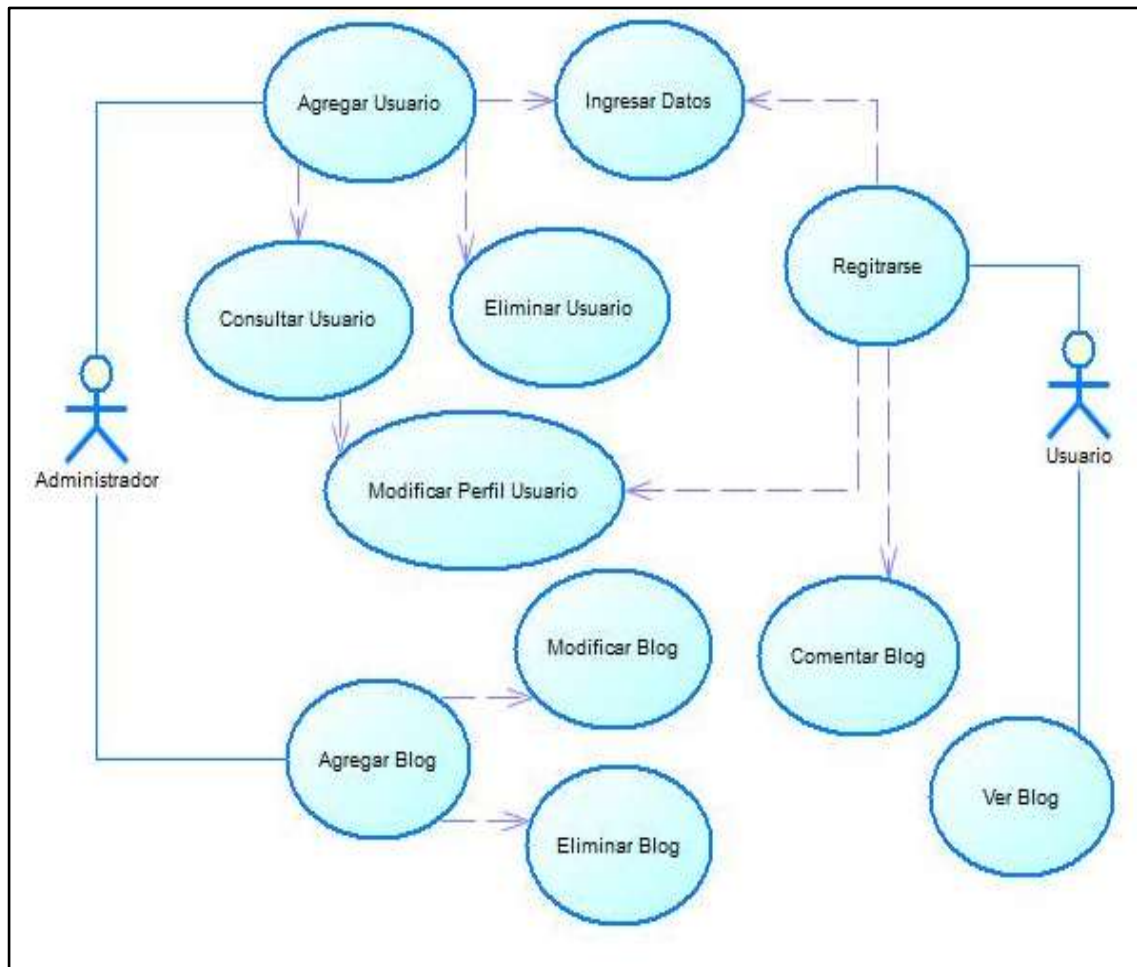 Agregar Usuario
Ingresar Datos
Regitrarse
Consultar Usuario
Eliminar Usuario
Administrador
Usuario
Modificar Perfil Usuario
Modificar Blog
Comentar Blog
Agregar Blog
Ver Blog
Eliminar Blog